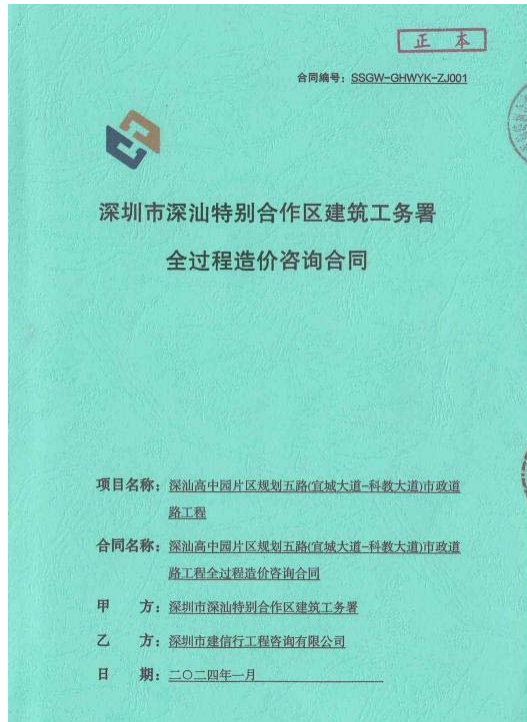 正 本
合同编号：SSGW-GHWYK-ZJ001
深圳市深汕特别合作区建筑工务署
全过程造价咨询合同
项目名称：深汕高中园片区规划五路(宜城大道-科教大道)市政道
路工程
合同名称：深汕高中园片区规划五路(宜城大道-科教大道)市政道
路工程全过程造价咨询合同
甲 方：深圳市深汕特别合作区建筑工务署
乙 方：深圳市建信行工程咨询有限公司
日 期：二〇二四年一月